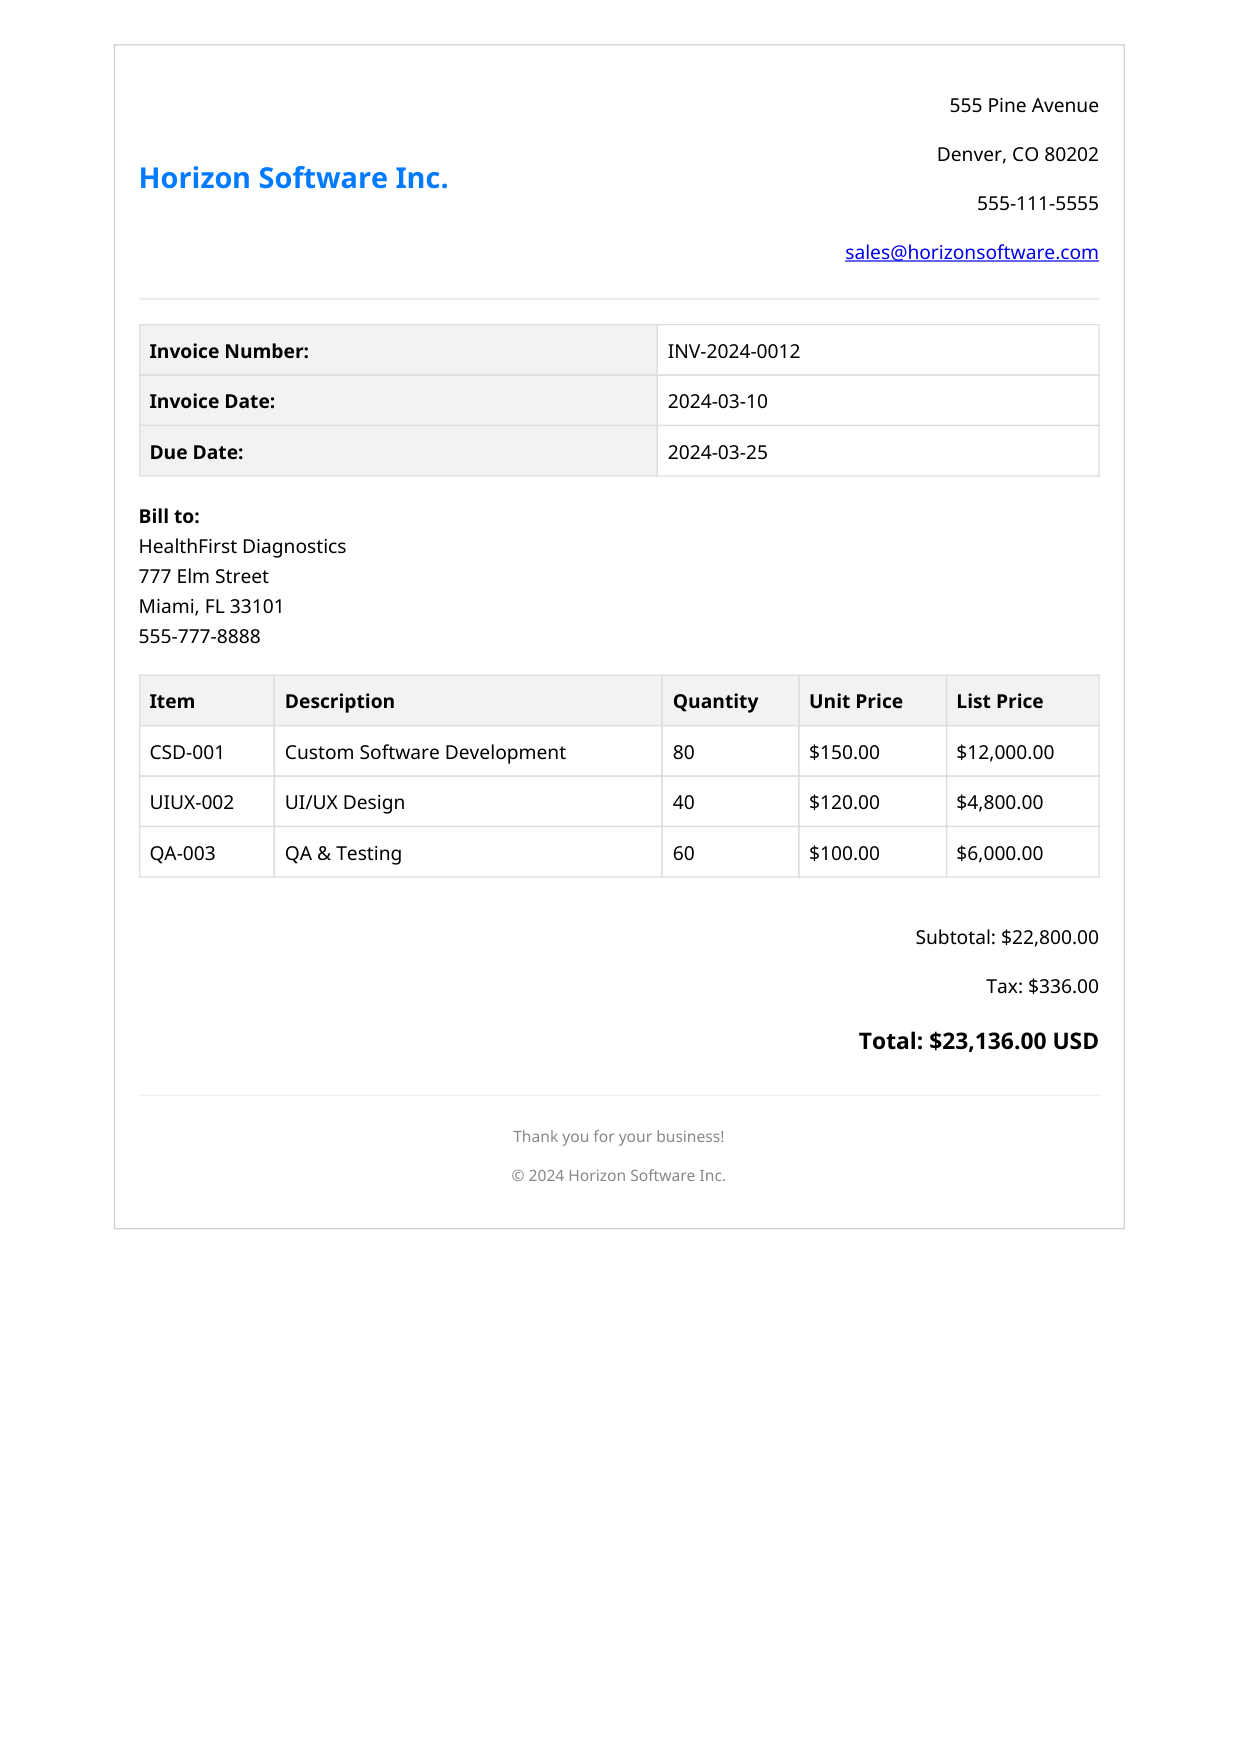 Horizon Software Inc.
555 Pine Avenue
Denver, CO 80202
555-111-5555
sales@horizonsoftware.com
Invoice Number: INV-2024-0012
Invoice Date: 2024-03-10
Due Date: 2024-03-25
Bill to:
HealthFirst Diagnostics
777 Elm Street
Miami, FL 33101
555-777-8888
Item Description Quantity Unit Price List Price
CSD-001 Custom Software Development 80 $150.00 $12,000.00
UIUX-002 UI/UX Design 40 $120.00 $4,800.00
QA-003 QA & Testing 60 $100.00 $6,000.00
Subtotal: $22,800.00
Tax: $336.00
Total: $23,136.00 USD
Thank you for your business!
© 2024 Horizon Software Inc.